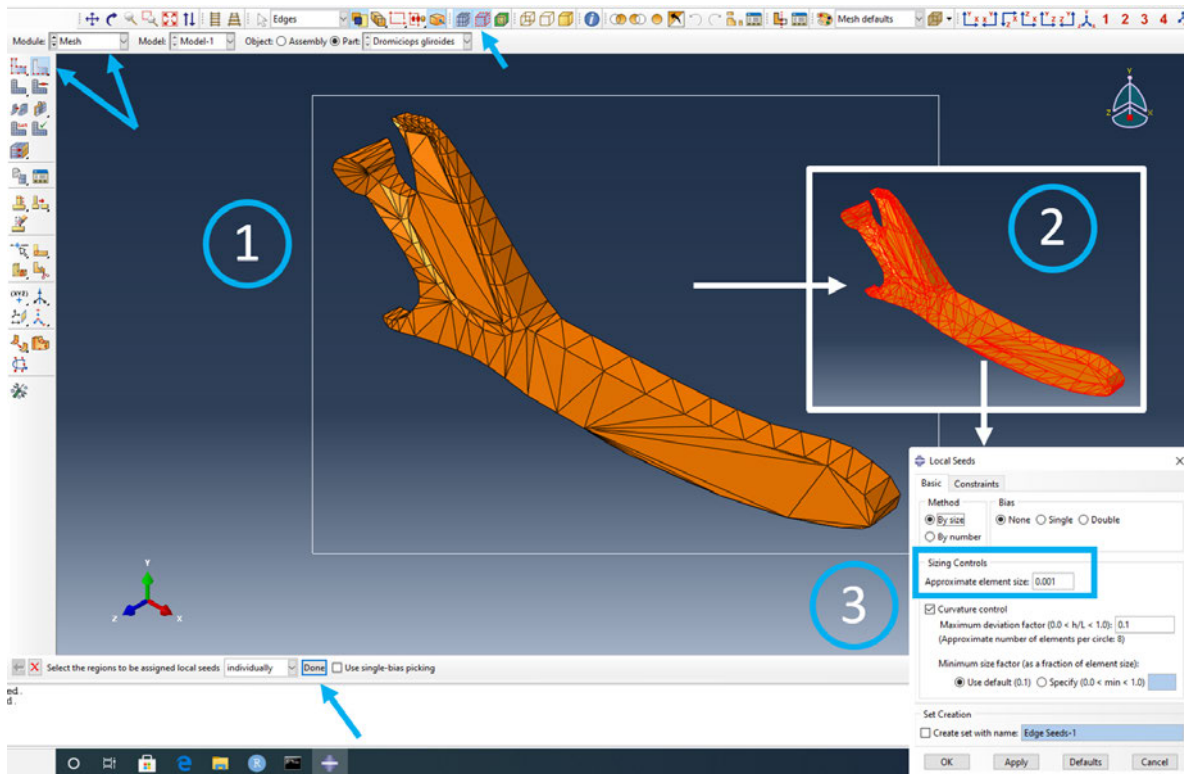 Edges
Mesh defaults
1 2 3 4
Module: Mesh Model: Model-1 Object: Assembly Part: Dromiciops gliroides
Y
X
Z
1
2
3
Y
Z
X
Local Seeds
Basic Constraints
Method
By size
By number
Bias
None Single Double
Sizing Controls
Approximate element size: 0.001
Curvature control
Maximum deviation factor (0.0 < h/L < 1.0): 0.1
(Approximate number of elements per circle: 8)
Minimum size factor (as a fraction of element size):
Use default (0.1) Specify (0.0 < min < 1.0)
Set Creation
Create set with name: Edge Seeds-1
OK Apply Defaults Cancel
Select the regions to be assigned local seeds individually Done Use single-bias picking
ed.
d.